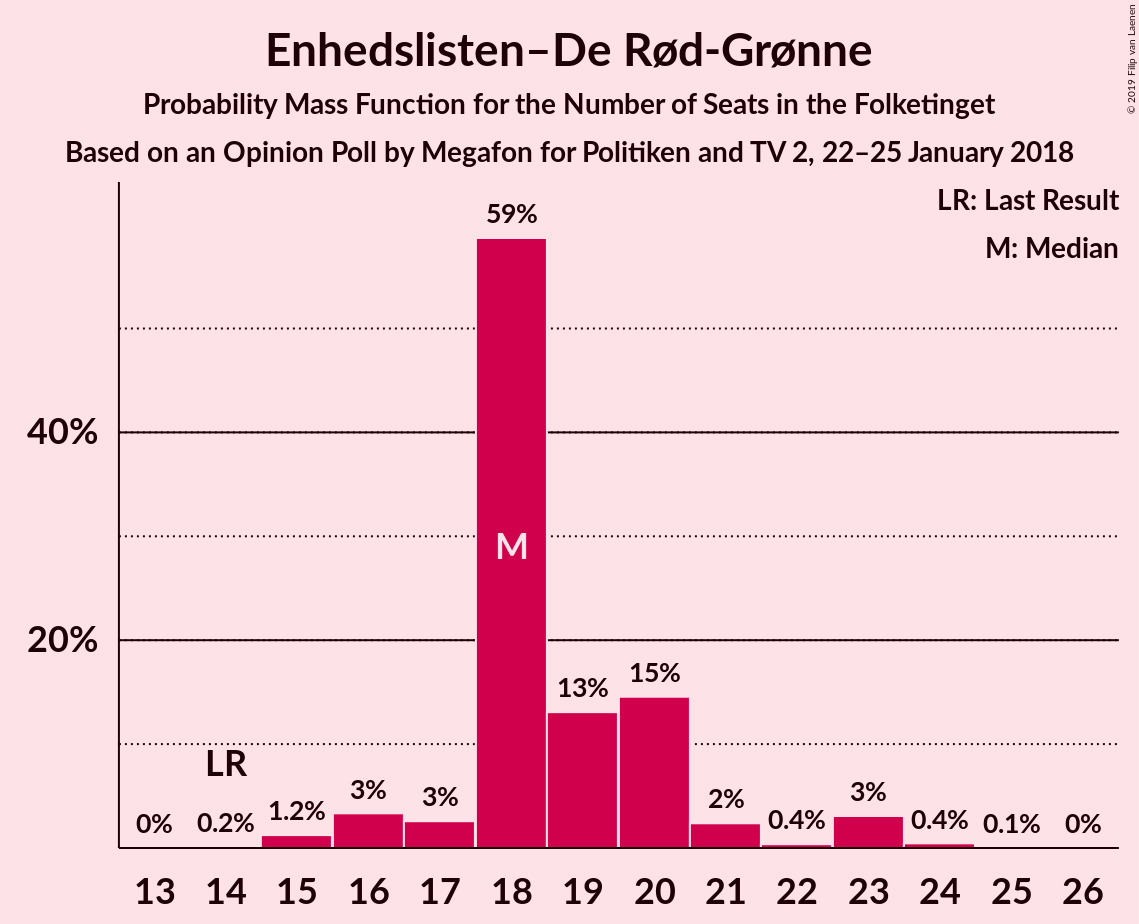 Enhedslisten–De Rød-Grønne
Probability Mass Function for the Number of Seats in the Folketinget
Based on an Opinion Poll by Megafon for Politiken and TV 2, 22–25 January 2018
© 2019 Filip van Laenen
LR: Last Result
M: Median
59%
40%
M
20%
15%
13%
LR
0% 0.2% 1.2% 3% 3% 2% 0.4% 3% 0.4% 0.1% 0%
13 14 15 16 17 18 19 20 21 22 23 24 25 26